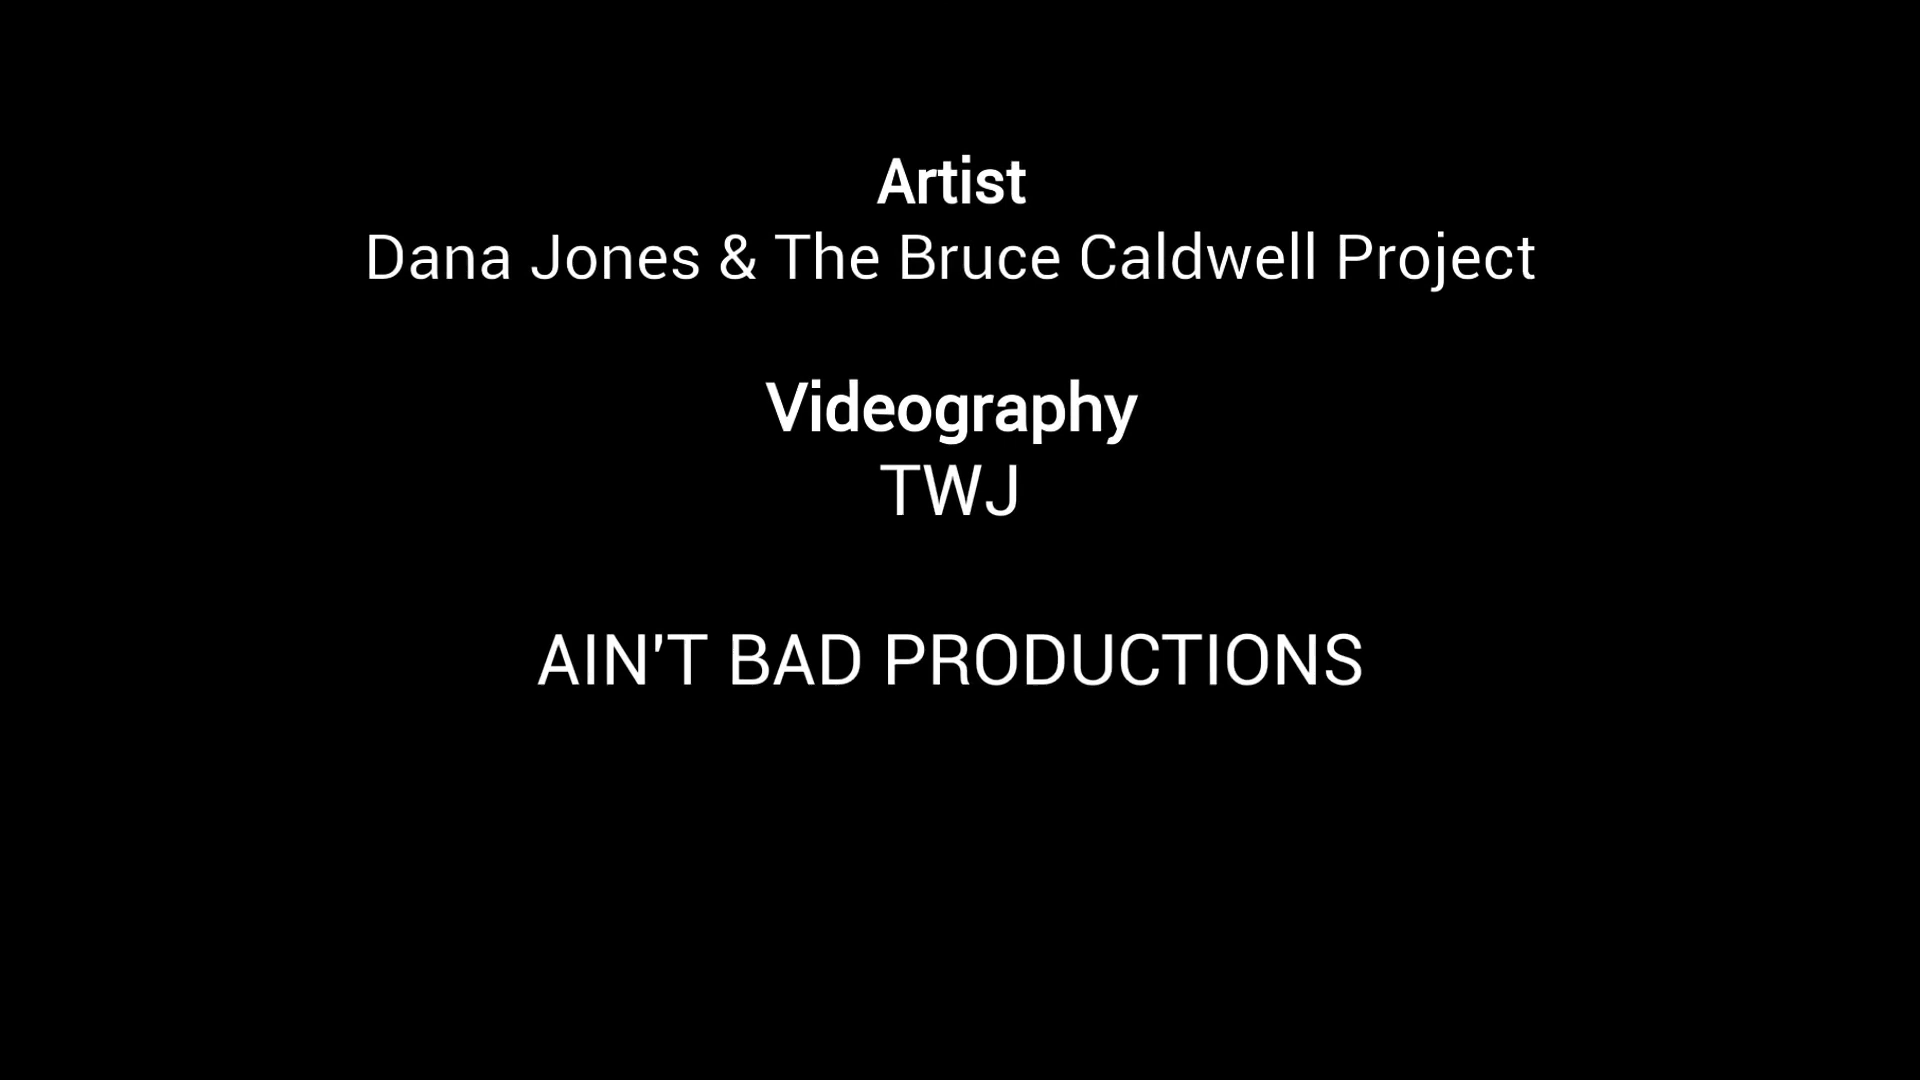 Artist
Dana Jones & The Bruce Caldwell Project
Videography
TWJ
AIN'T BAD PRODUCTIONS